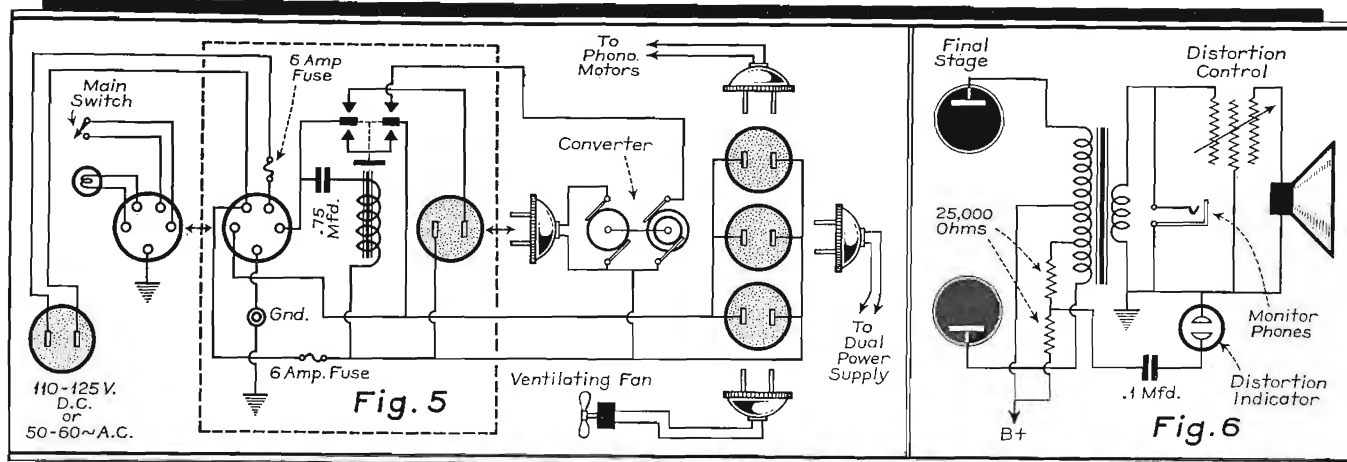 6 Amp
Fuse
Main
Switch
.75
Mfd.
Gnd.
6 Amp. Fuse
110-125 V.
D.C.
or
50-60~A.C.
Fig. 5
To
Phono.
Motors
Converter
To
Dual
Power
Supply
Ventilating Fan
Final
Stage
Distortion
Control
25,000
Ohms
Monitor
Phones
.1 Mfd.
Distortion
Indicator
B+
Fig. 6